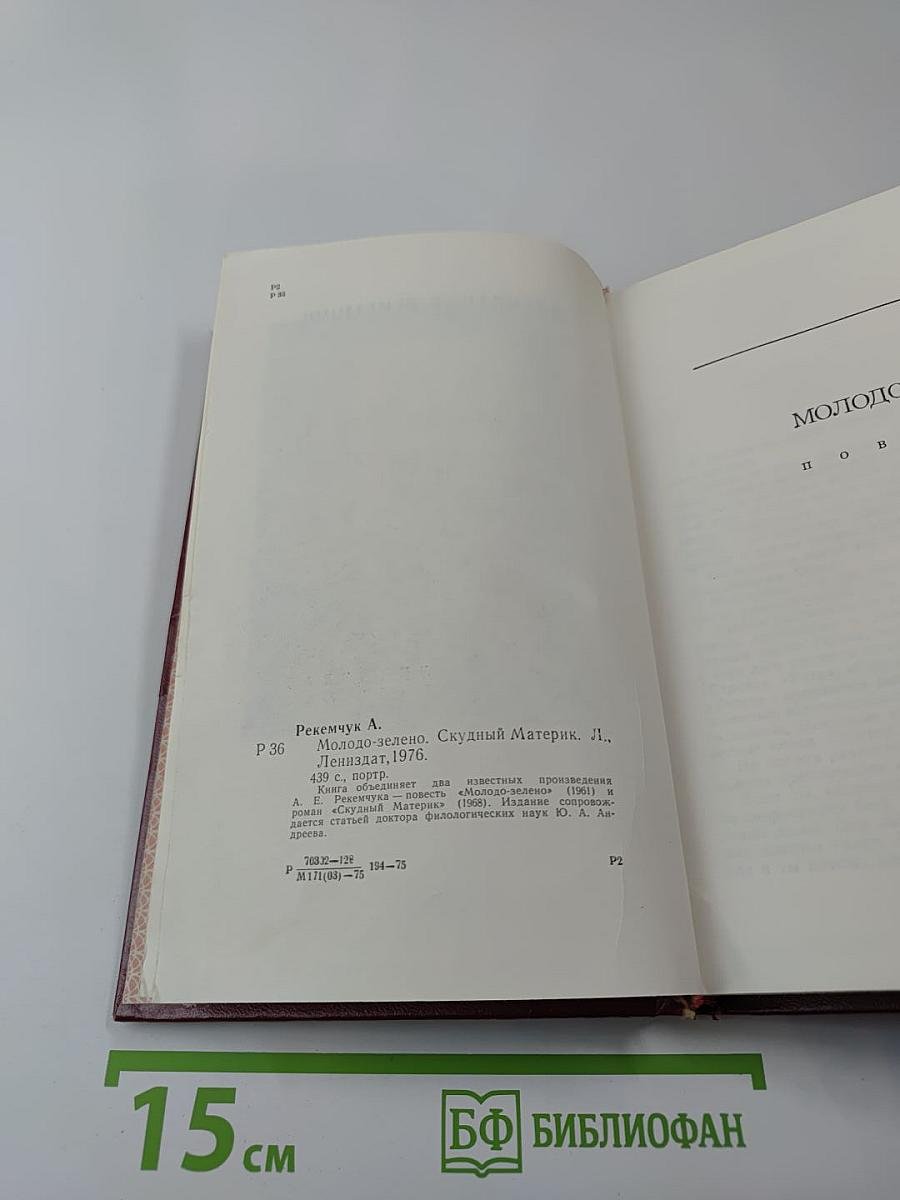 Р2
Р 36
Рекемчук А.
Р 36 Молодо-зелено. Скудный Материк. Л.,
Лениздат, 1976.
439 с., портр.
Книга объединяет два известных произведения
А. Е. Рекемчука — повесть «Молодо-зелено» (1961) и
роман «Скудный Материк» (1968). Издание сопровож-
дается статьей доктора филологических наук Ю. А. Ан-
дреева.
Р 70302—128 194—75
М171(03)—75
Р2
МОЛОДО
п о в
15 см
БФ БИБЛИОФАН